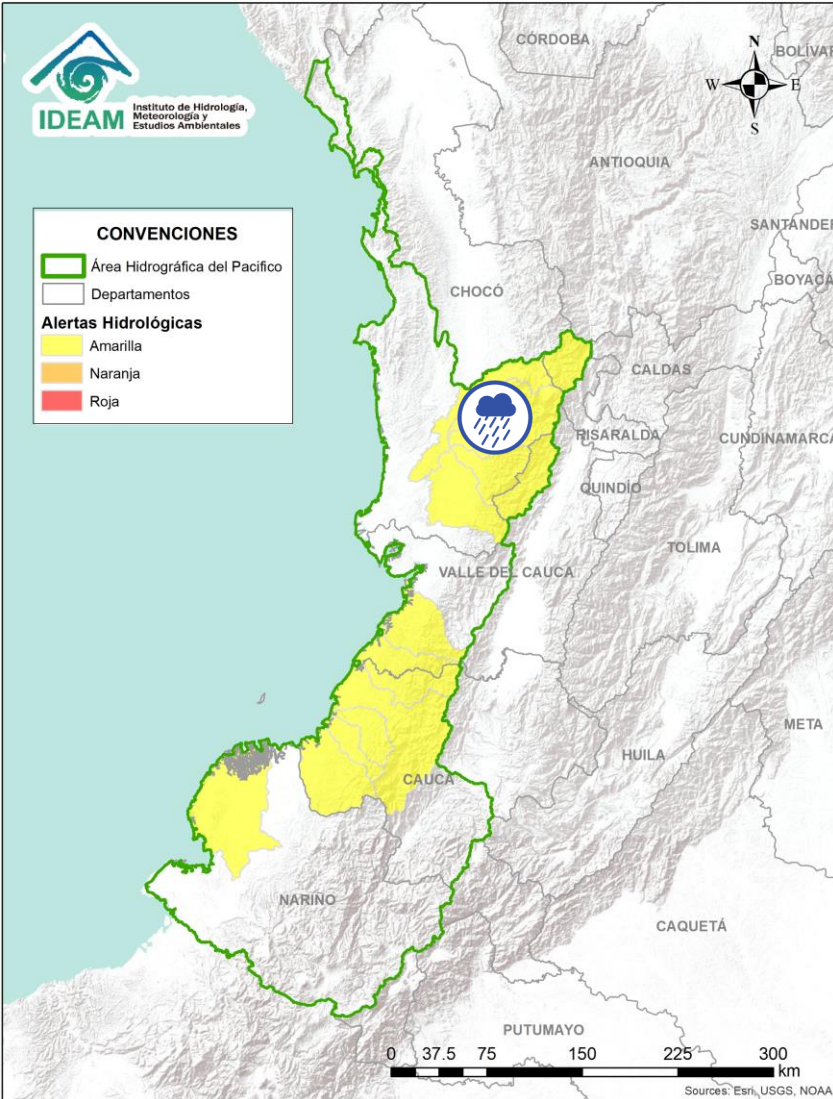 IDEAM
Instituto de Hidrología,
Meteorología y
Estudios Ambientales
N
W
E
S
CÓRDOBA
BOLÍVAR
ANTIOQUIA
SANTANDER
BOYACÁ
CONVENCIONES
Área Hidrográfica del Pacifico
Departamentos
Alertas Hidrológicas
Amarilla
Naranja
Roja
CHOCÓ
CALDAS
RISARALDA
CUNDINAMARCA
QUINDÍO
TOLIMA
VALLE DEL CAUCA
META
HUILA
CAUCA
NARIÑO
CAQUETÁ
PUTUMAYO
0 37.5 75 150 225 300
km
Sources: Esri, USGS, NOAA